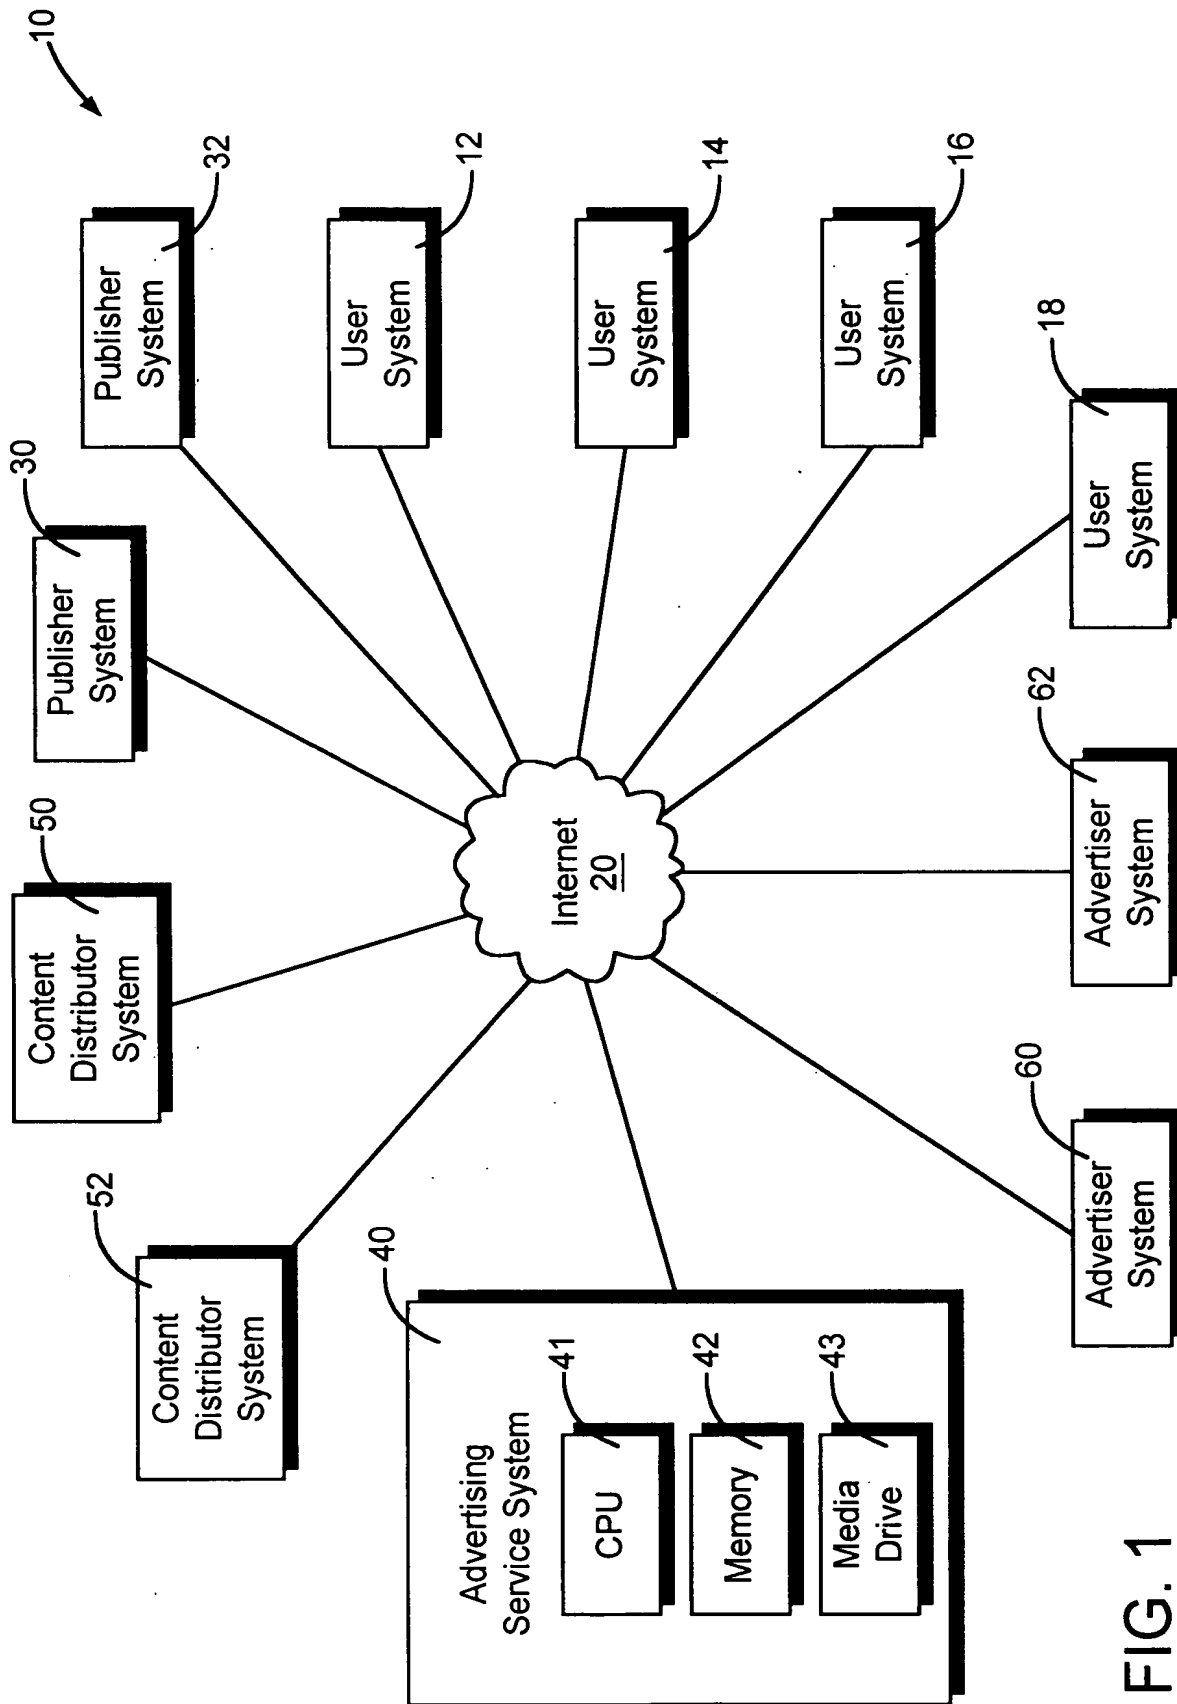 10
Content
Distributor
System
52
Content
Distributor
System
50
Publisher
System
30
Publisher
System
32
User
System
12
User
System
14
User
System
16
User
System
18
Internet
20
Advertising
Service System
40
CPU
41
Memory
42
Media
Drive
43
Advertiser
System
60
Advertiser
System
62
FIG. 1